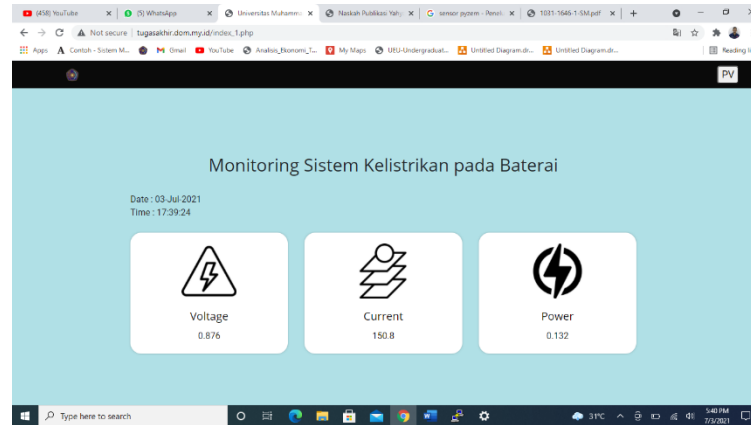 (458) YouTube
(5) WhatsApp
Universitas Muhamm
Naskah Publikasi Yahy
sensor pyzem - Penel
1031-1646-1-SM.pdf
Not secure
tugasakhir.dom.my.id/index_1.php
Apps
Contoh - Sistem M...
Gmail
YouTube
Analisis_Ekonomi_T...
My Maps
UEU-Undergraduat...
Untitled Diagram.dr...
Untitled Diagram.dr...
Reading li
PV
Monitoring Sistem Kelistrikan pada Baterai
Date : 03-Jul-2021
Time : 17:39:24
Voltage
0.876
Current
150.8
Power
0.132
Type here to search
31°C
5:40 PM
7/3/2021